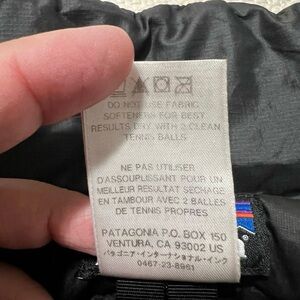 DO NOT USE FABRIC
SOFTENERS FOR BEST
RESULTS DRY WITH 2 CLEAN
TENNIS BALLS
NE PAS UTILISER
D'ASSOUPLISSANT POUR UN
MEILLEUR RESULTAT SECHAGE
EN TAMBOUR AVEC 2 BALLES
DE TENNIS PROPRES
PATAGONIA P.O. BOX 150
VENTURA, CA 93002 US
パタゴニア・インターナショナル・インク
0467-23-8961